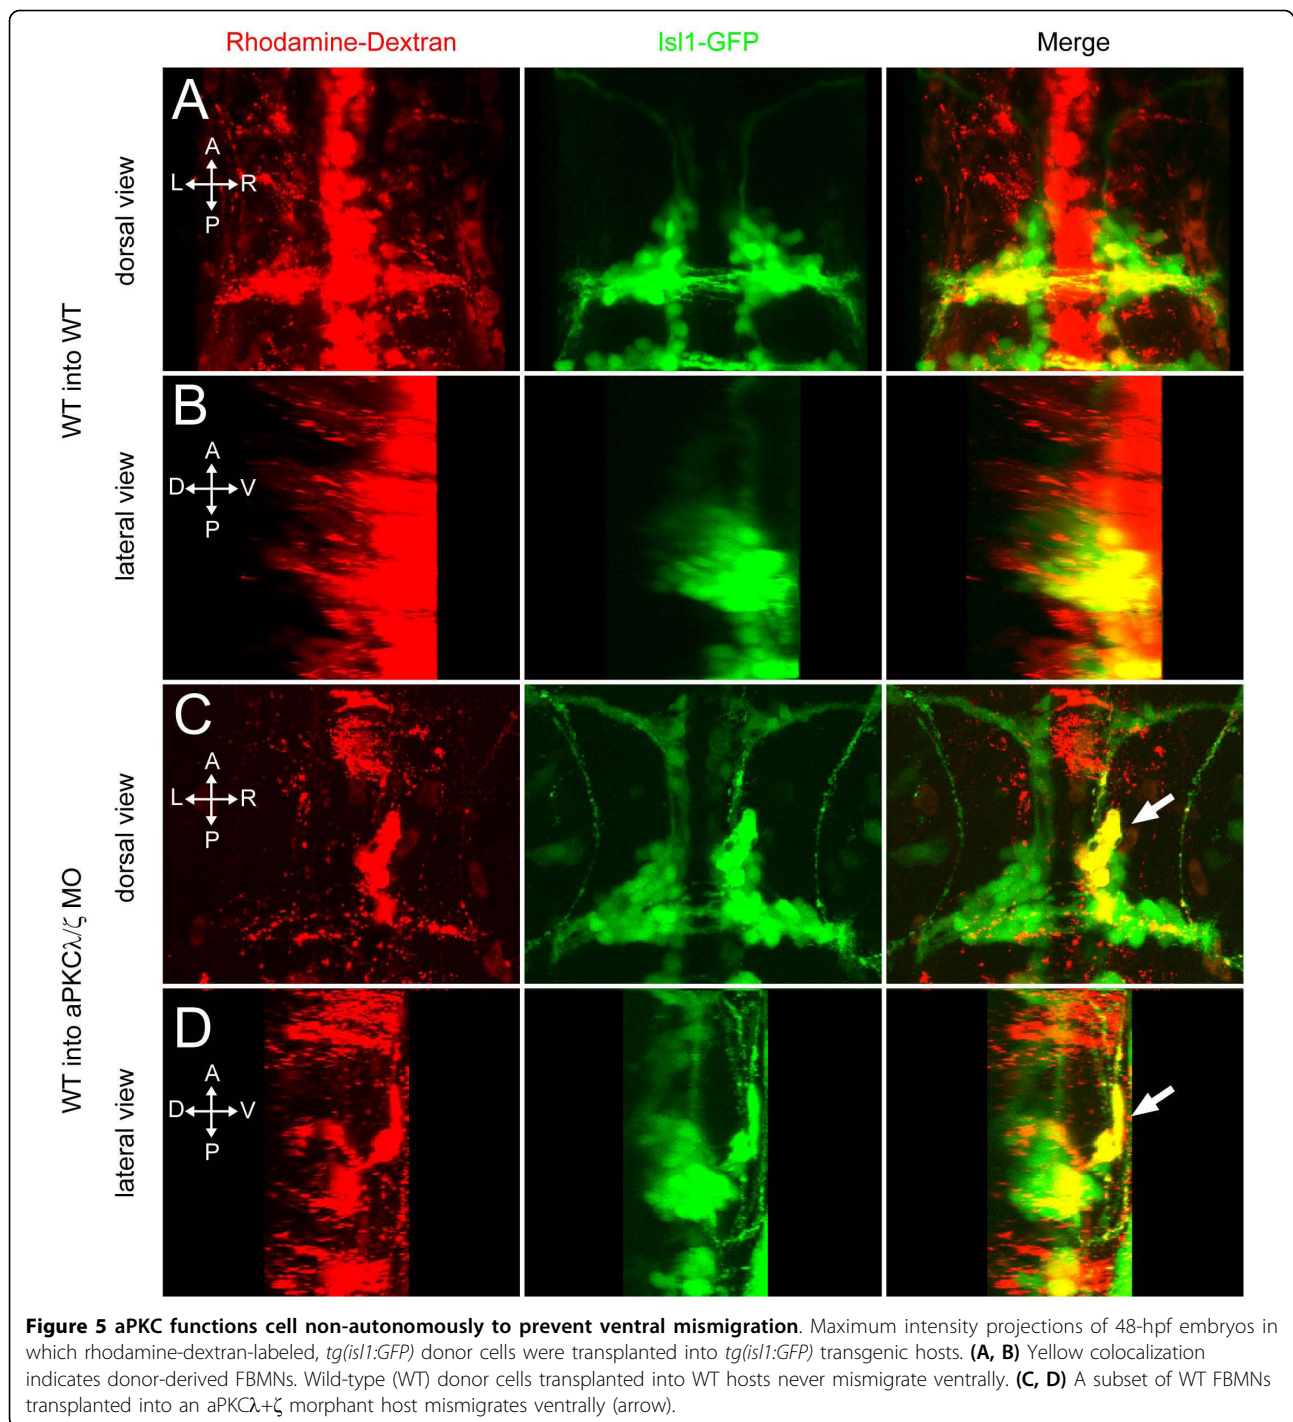 Rhodamine-Dextran Isl1-GFP Merge
WT into WT
dorsal view
A
A
L R
P
lateral view
B
A
D V
P
WT into aPKCλ/ζ MO
dorsal view
C
A
L R
P
lateral view
D
A
D V
P
Figure 5 aPKC functions cell non-autonomously to prevent ventral mismigration. Maximum intensity projections of 48-hpf embryos in
which rhodamine-dextran-labeled, tg(isl1:GFP) donor cells were transplanted into tg(isl1:GFP) transgenic hosts. (A, B) Yellow colocalization
indicates donor-derived FBMNs. Wild-type (WT) donor cells transplanted into WT hosts never mismigrate ventrally. (C, D) A subset of WT FBMNs
transplanted into an aPKCλ+ζ morphant host mismigrates ventrally (arrow).